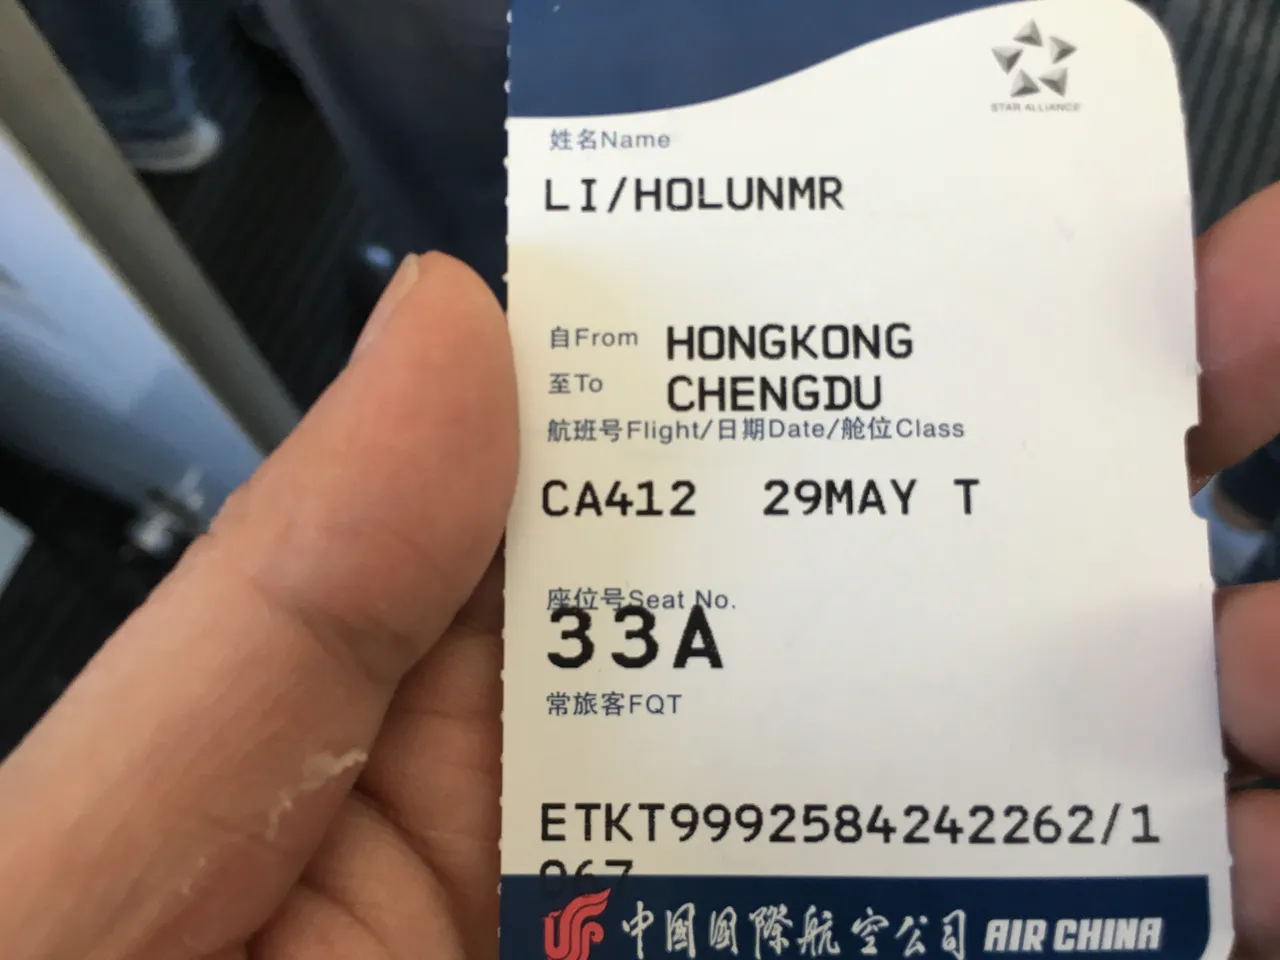 STAR ALLIANCE
姓名Name
LI/HOLUNMR
自From HONGKONG
至To CHENGDU
航班号Flight/日期Date/舱位Class
CA412 29MAY T
座位号Seat No.
33A
常旅客FQT
ETKT9992584242262/1
067
中国国际航空公司 AIR CHINA